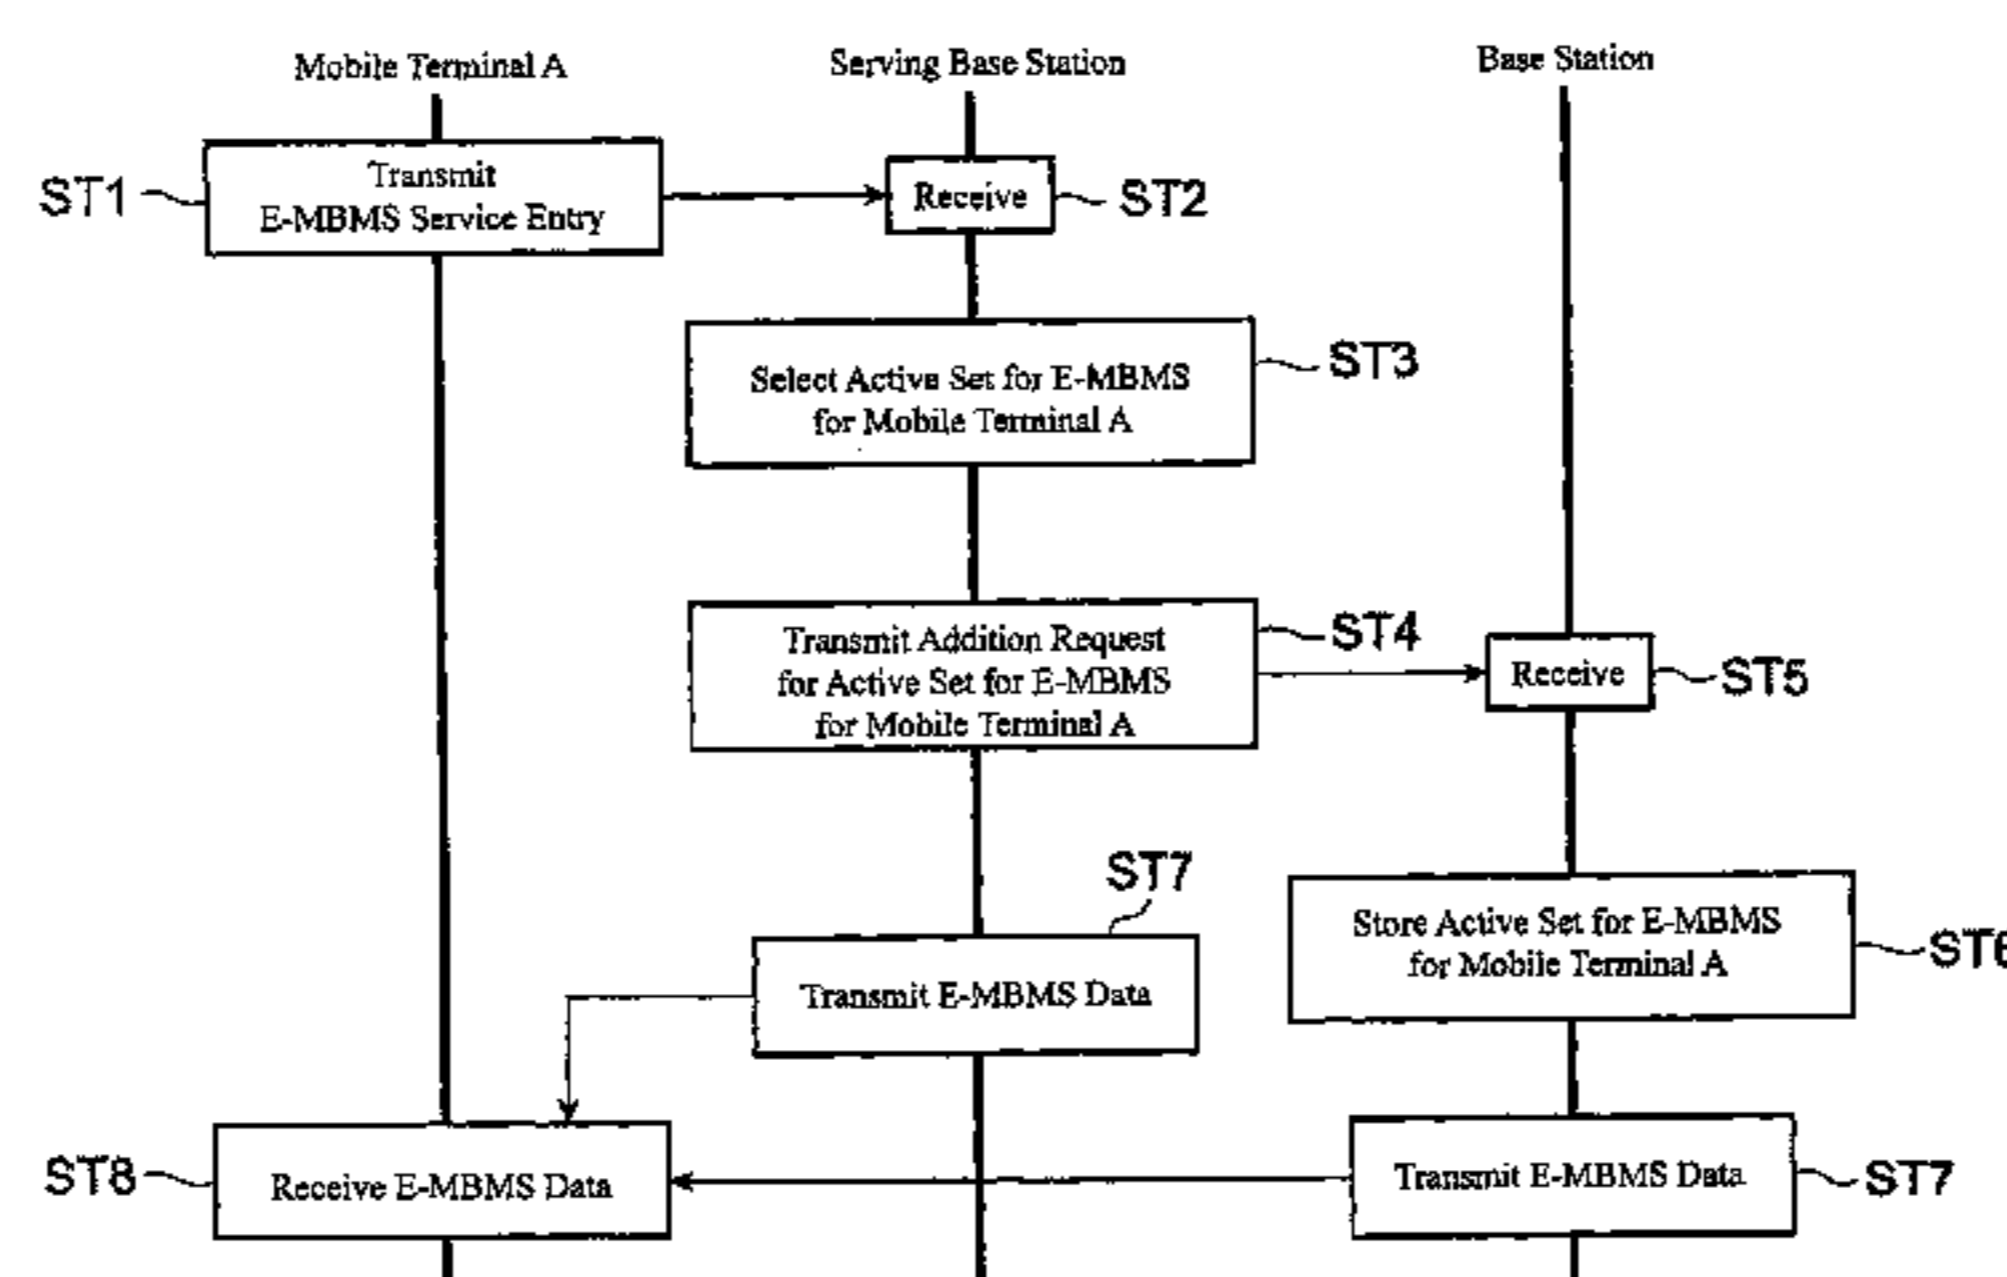 Mobile Terminal A
Serving Base Station
Base Station
ST1
Transmit
E-MBMS Service Entry
Receive
ST2
Select Active Set for E-MBMS
for Mobile Terminal A
ST3
Transmit Addition Request
for Active Set for E-MBMS
for Mobile Terminal A
ST4
Receive
ST5
ST7
Transmit E-MBMS Data
Store Active Set for E-MBMS
for Mobile Terminal A
ST6
ST8
Receive E-MBMS Data
Transmit E-MBMS Data
ST7